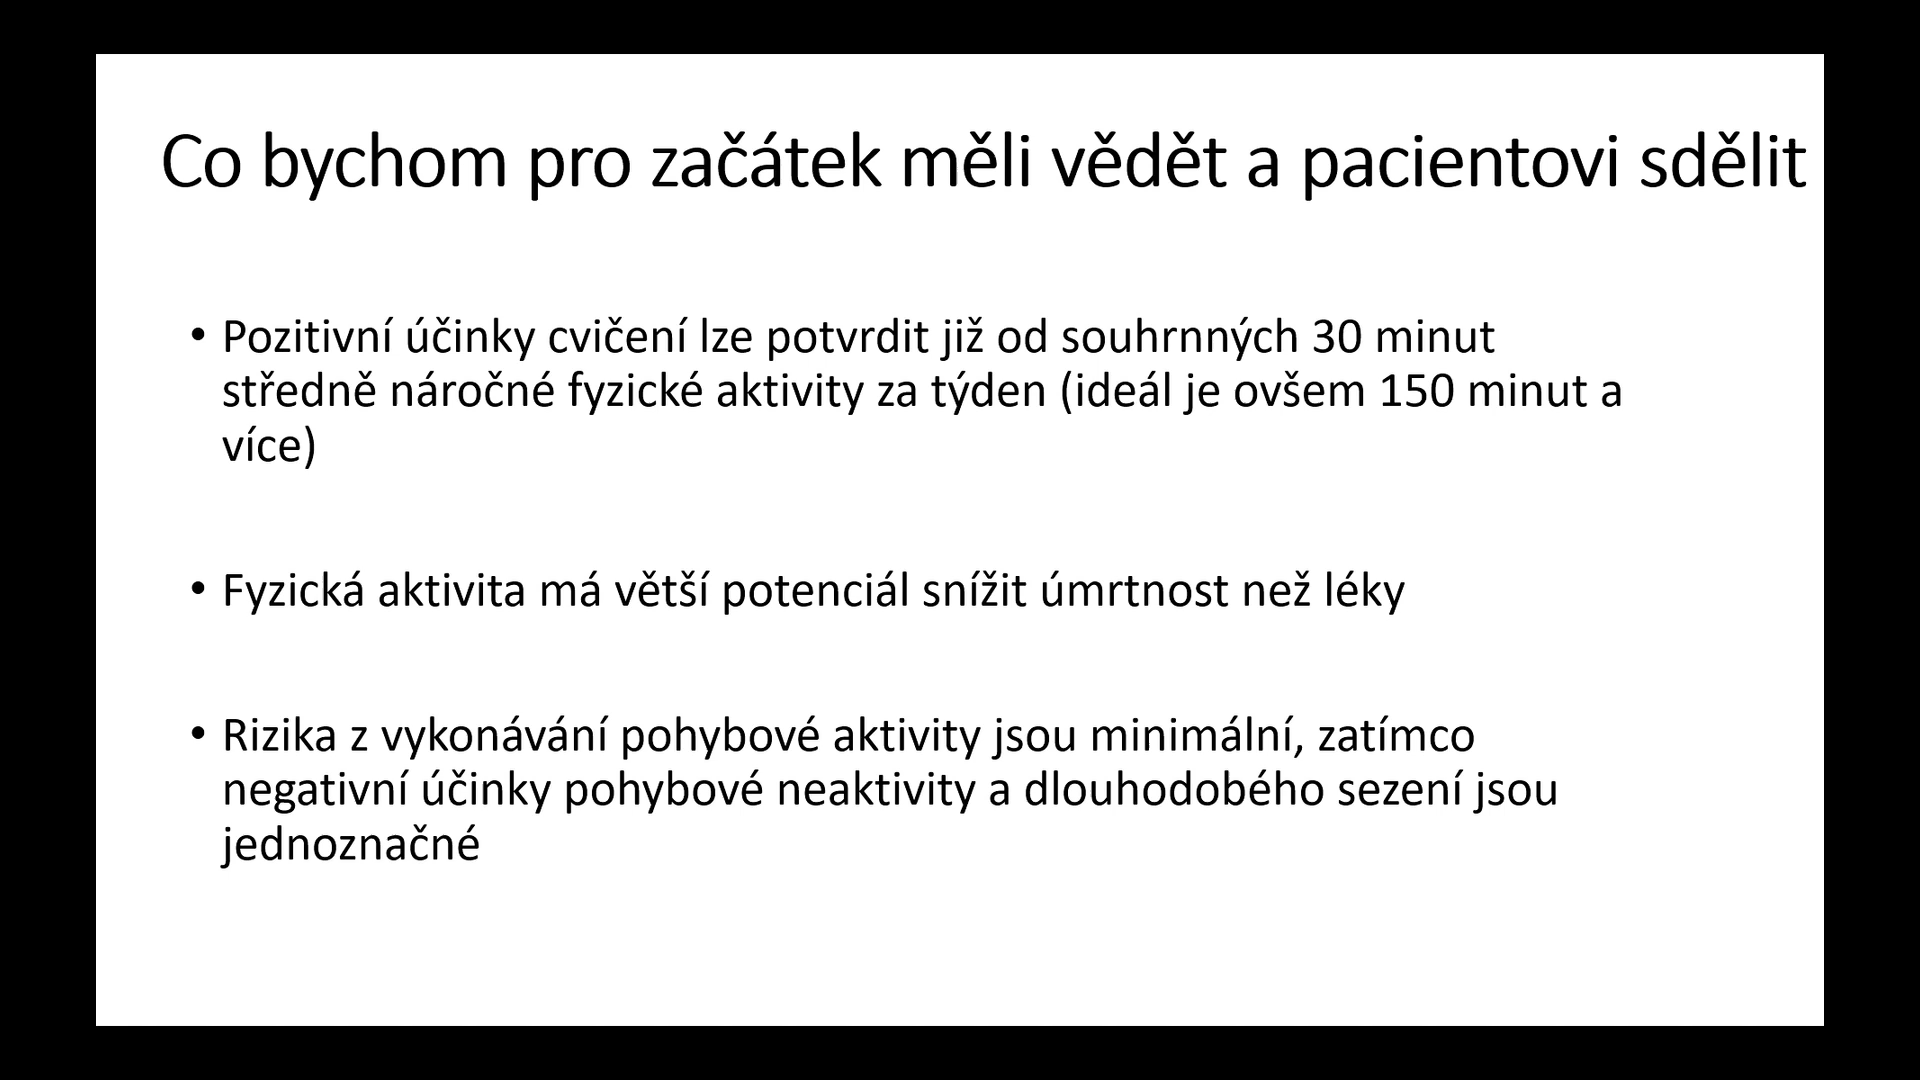 Co bychom pro začátek měli vědět a pacientovi sdělit
• Pozitivní účinky cvičení lze potvrdit již od souhrnných 30 minut
středně náročné fyzické aktivity za týden (ideál je ovšem 150 minut a
více)
• Fyzická aktivita má větší potenciál snížit úmrtnost než léky
• Rizika z vykonávání pohybové aktivity jsou minimální, zatímco
negativní účinky pohybové neaktivity a dlouhodobého sezení jsou
jednoznačné